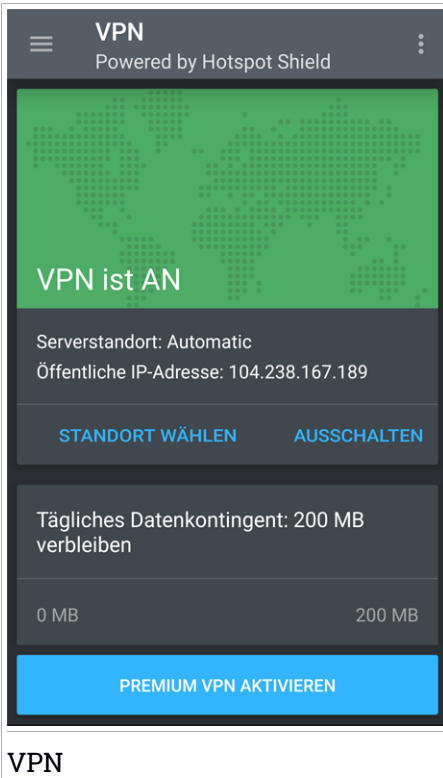 VPN
Powered by Hotspot Shield
VPN ist AN
Serverstandort: Automatic
Öffentliche IP-Adresse: 104.238.167.189
STANDORT WÄHLEN AUSSCHALTEN
Tägliches Datenkontingent: 200 MB
verbleiben
0 MB 200 MB
PREMIUM VPN AKTIVIEREN
VPN